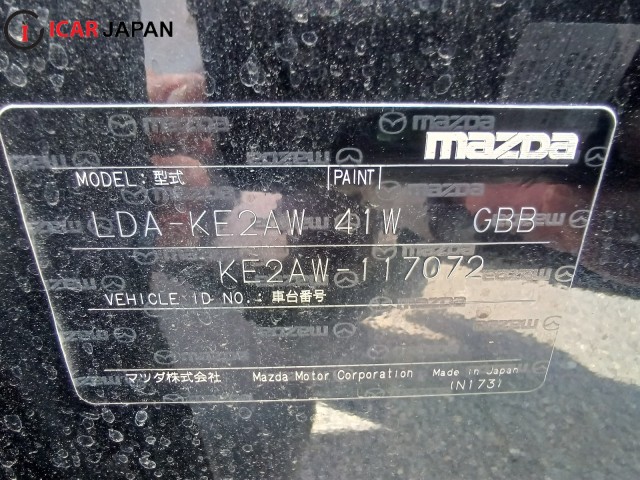 ICAR JAPAN
mazda
MODEL:型式 PAINT
LDA-KE2AW 41W GBB
KE2AW-117072
VEHICLE ID NO.:車台番号
マツダ株式会社 Mazda Motor Corporation Made in Japan
(N173)